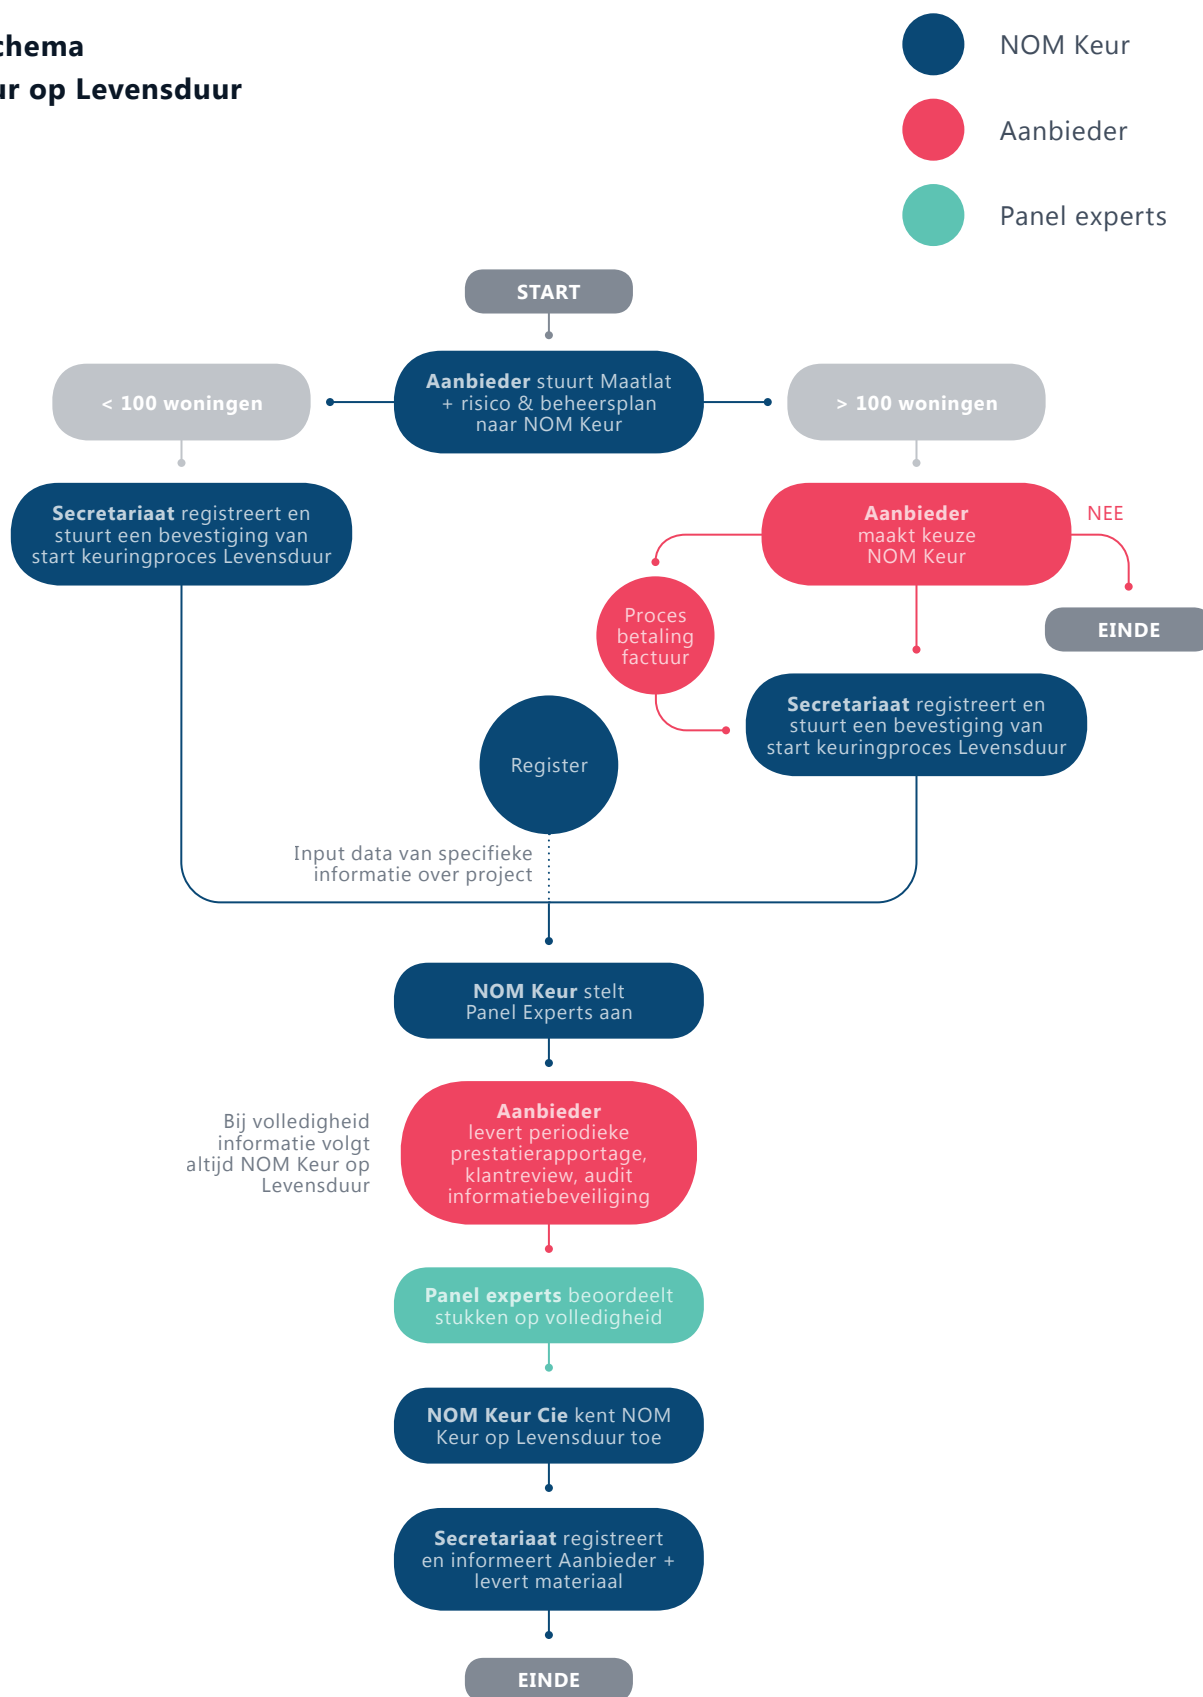 chema
ur op Levensduur
NOM Keur
Aanbieder
Panel experts
START
Aanbieder stuurt Maatlat
+ risico & beheersplan
naar NOM Keur
< 100 woningen
> 100 woningen
Secretariaat registreert en
stuurt een bevestiging van
start keuringproces Levensduur
Aanbieder
maakt keuze
NOM Keur
NEE
Proces
betaling
factuur
EINDE
Secretariaat registreert en
stuurt een bevestiging van
start keuringproces Levensduur
Register
Input data van specifieke
informatie over project
NOM Keur stelt
Panel Experts aan
Bij volledigheid
informatie volgt
altijd NOM Keur op
Levensduur
Aanbieder
levert periodieke
prestatierapportage,
klantreview, audit
informatiebeveiliging
Panel experts beoordeelt
stukken op volledigheid
NOM Keur Cie kent NOM
Keur op Levensduur toe
Secretariaat registreert
en informeert Aanbieder +
levert materiaal
EINDE